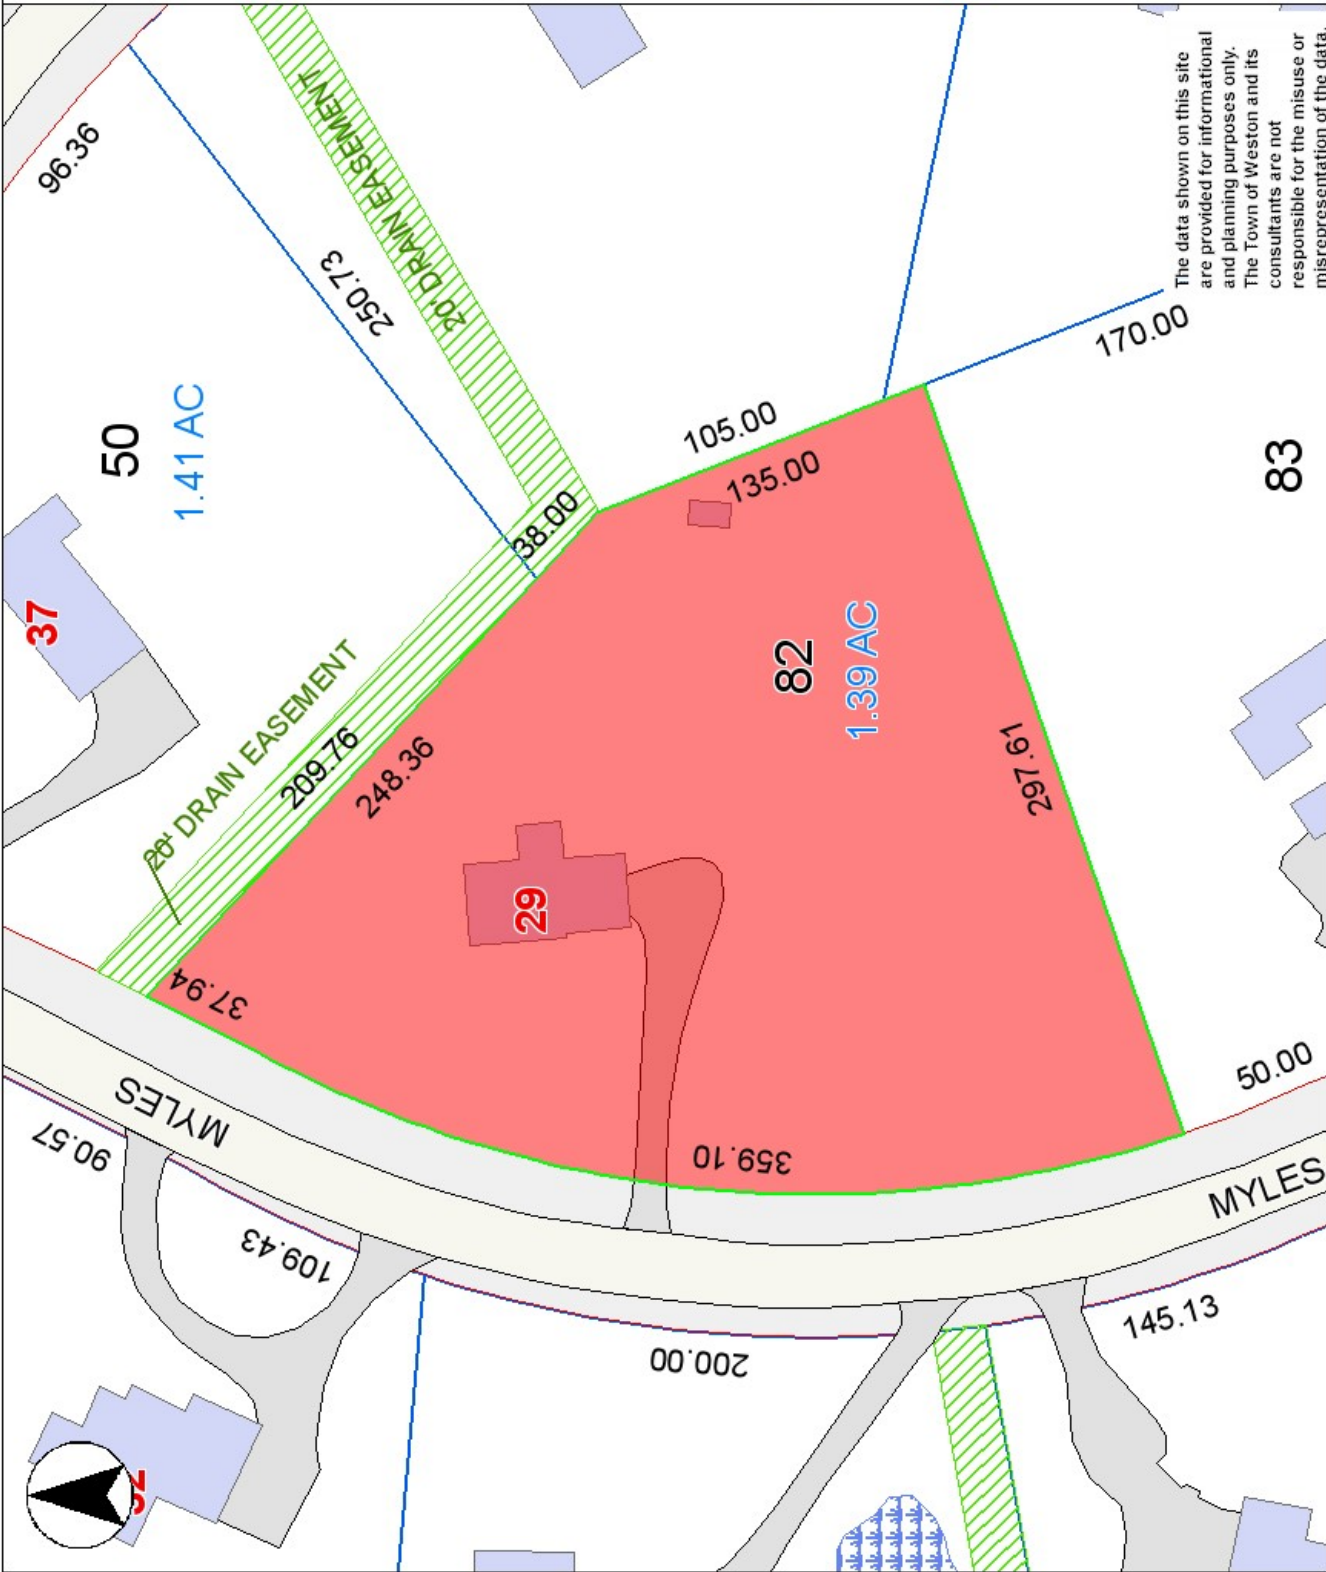 96.36
20' DRAIN EASEMENT
250.73
The data shown on this site
are provided for informational
and planning purposes only.
The Town of Weston and its
consultants are not
responsible for the misuse or
misrepresentation of the data.
170.00
50
1.41 AC
105.00
135.00
83
38.00
37
82
1.39 AC
20' DRAIN EASEMENT
209.76
248.36
297.61
29
37.94
MYLES
90.57
359.10
50.00
MYLES
109.43
200.00
145.13